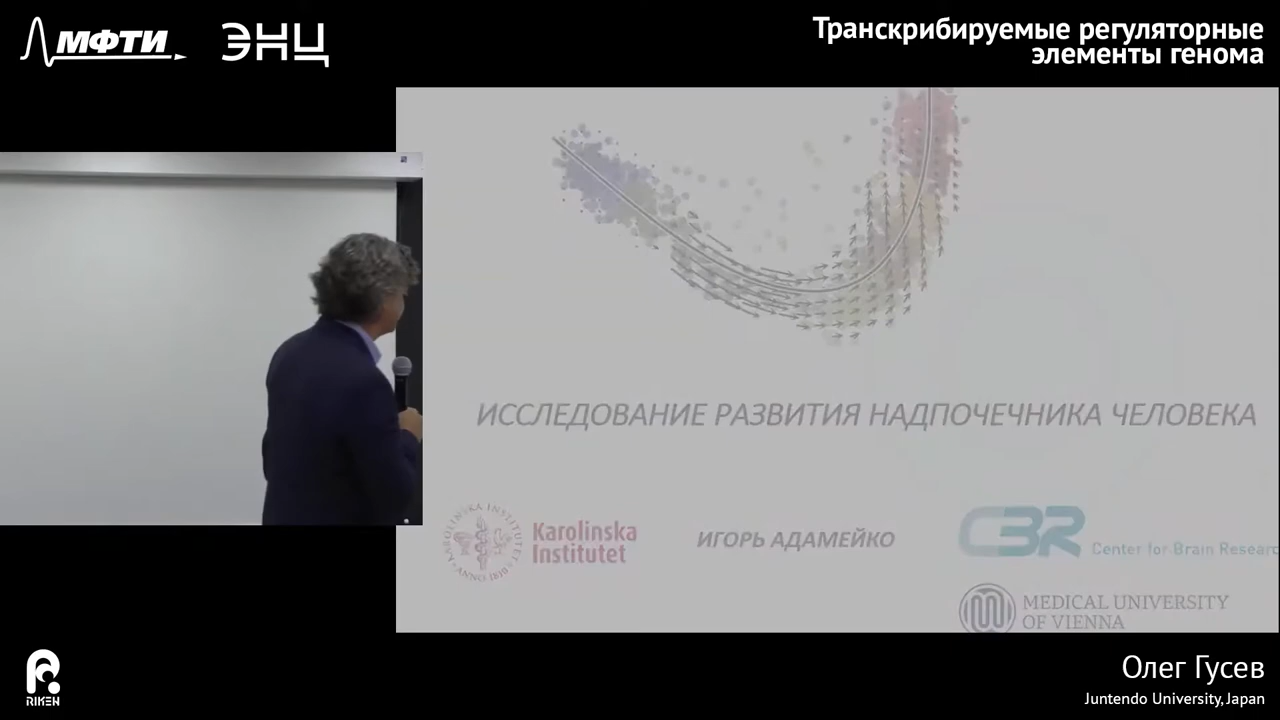 МФТИ
ЭНЦ
Транскрибируемые регуляторные
элементы генома
ИССЛЕДОВАНИЕ РАЗВИТИЯ НАДПОЧЕЧНИКА ЧЕЛОВЕКА
Karolinska
Institutet
ИГОРЬ АДАМЕЙКО
CBR
Center for Brain Researc
MEDICAL UNIVERSITY
OF VIENNA
RIKEN
Олег Гусев
Juntendo University, Japan